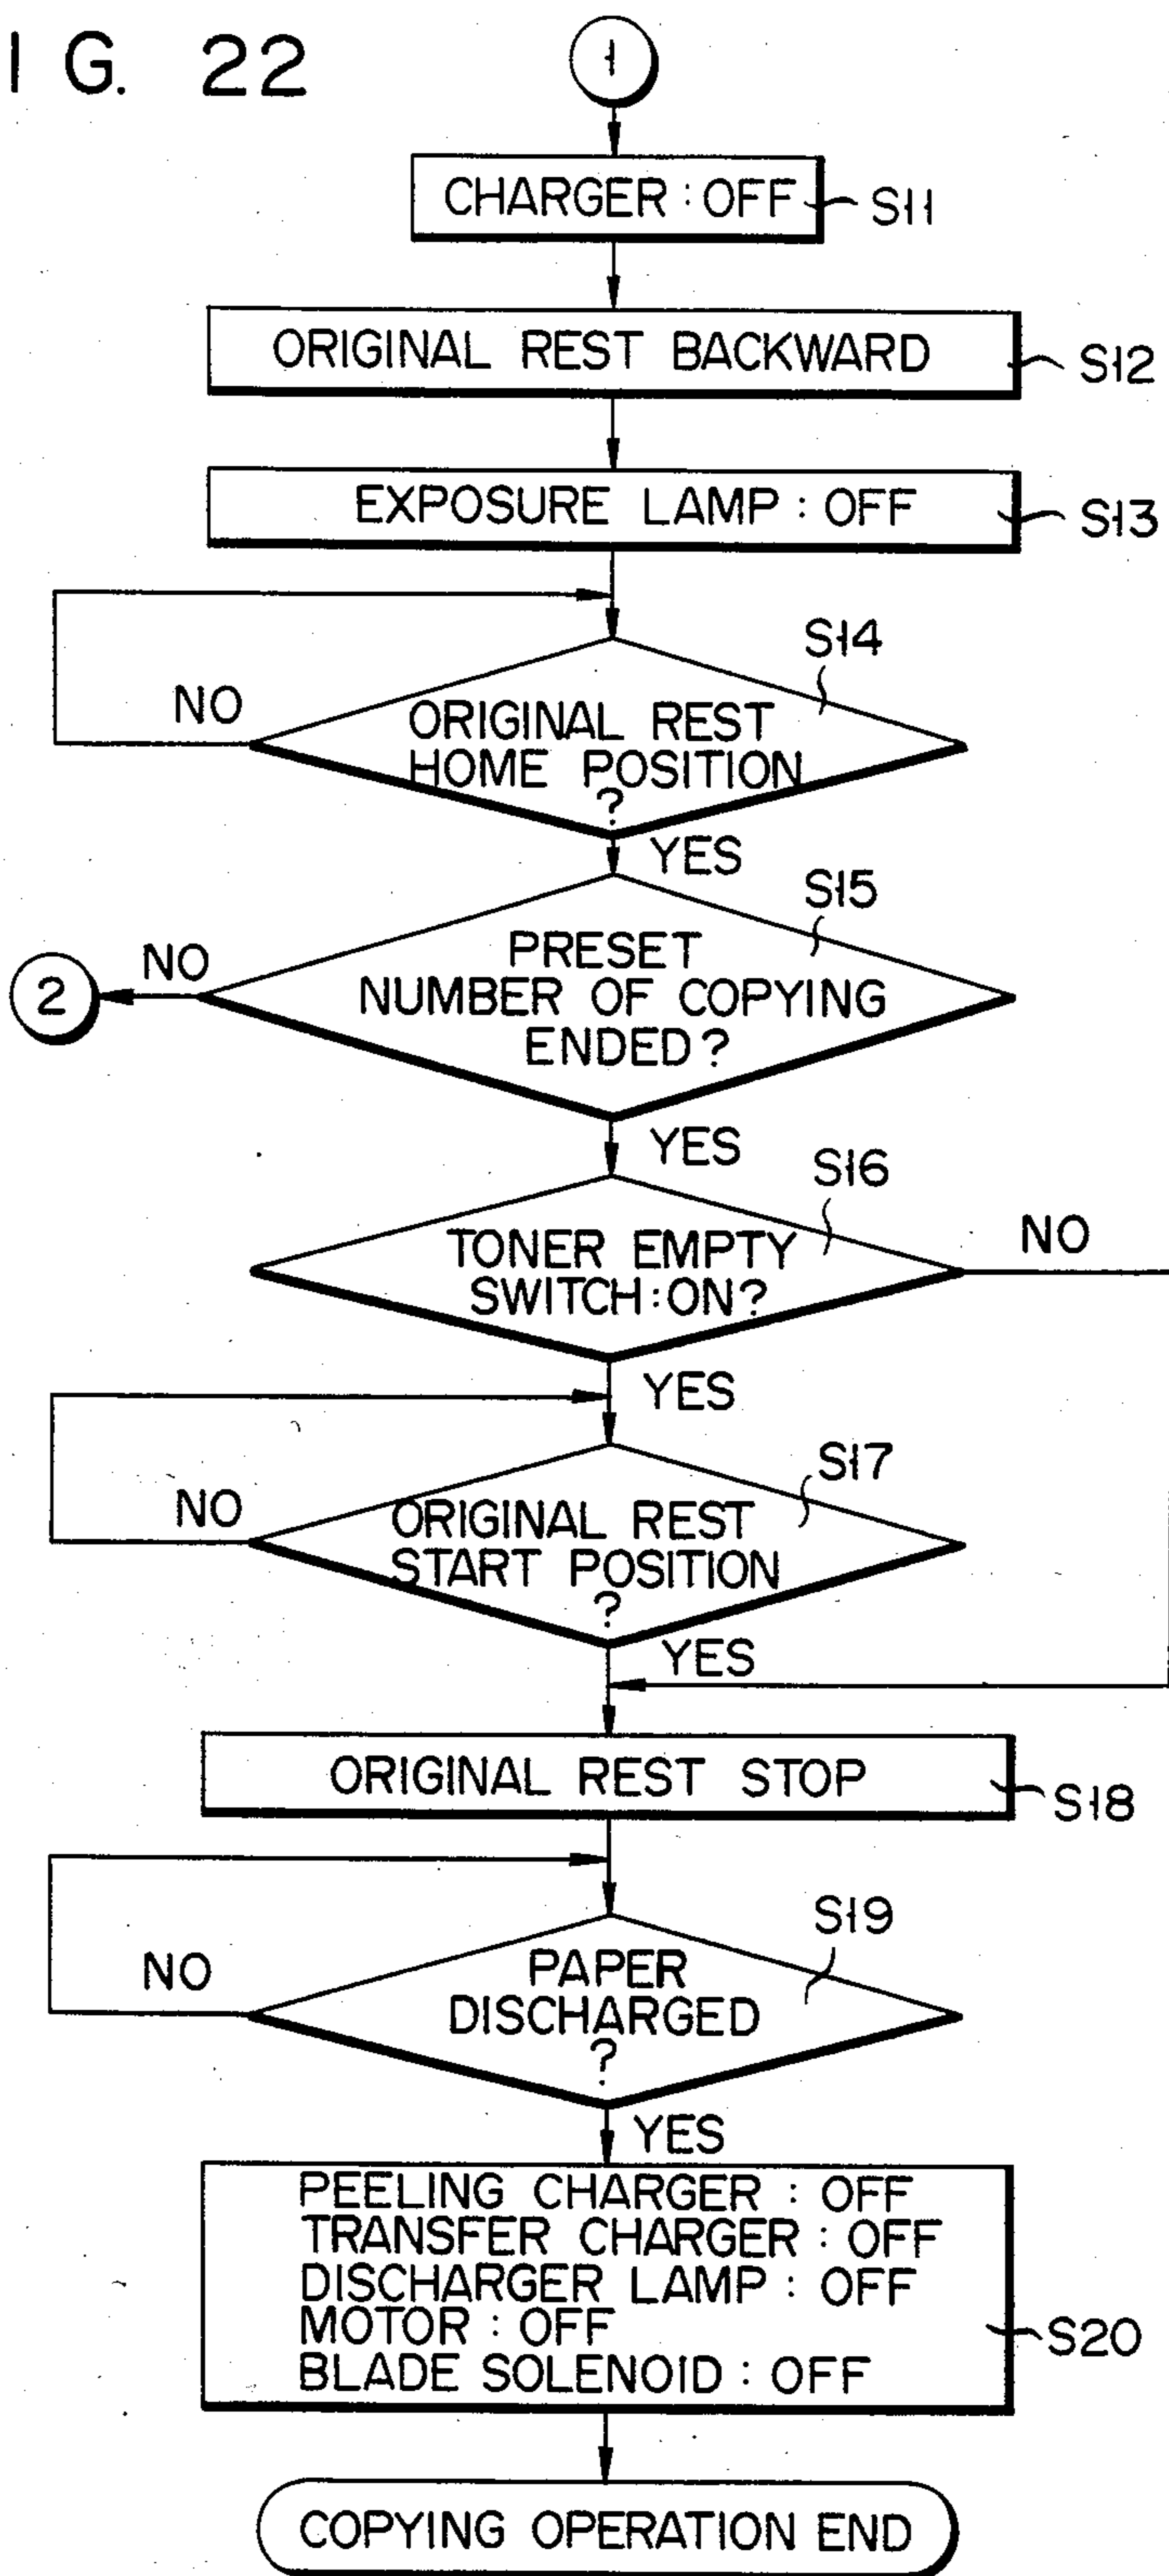 I G. 22
1
CHARGER : OFF
S11
ORIGINAL REST BACKWARD
S12
EXPOSURE LAMP : OFF
S13
S14
NO
ORIGINAL REST
HOME POSITION
?
YES
S15
2
NO
PRESET
NUMBER OF COPYING
ENDED?
YES
S16
TONER EMPTY
SWITCH:ON?
NO
YES
S17
NO
ORIGINAL REST
START POSITION
?
YES
ORIGINAL REST STOP
S18
S19
NO
PAPER
DISCHARGED
?
YES
PEELING CHARGER : OFF
TRANSFER CHARGER : OFF
DISCHARGER LAMP : OFF
MOTOR : OFF
BLADE SOLENOID : OFF
S20
COPYING OPERATION END